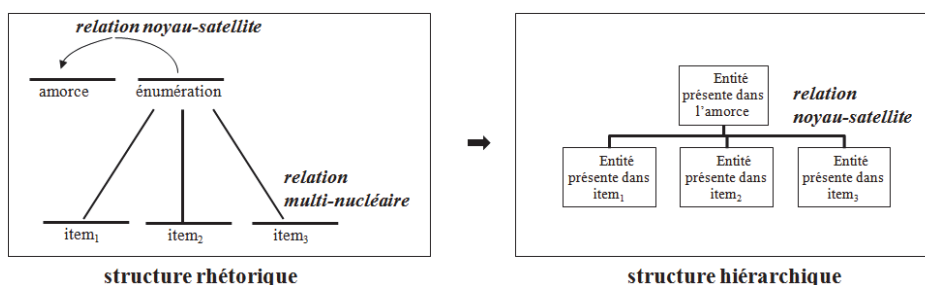 relation noyau-satellite
amorce
énumération
relation
multi-nucléaire
item₁
item₂
item₃
structure rhétorique
➡
Entité
présente dans
l'amorce
relation
noyau-satellite
Entité
présente dans
item₁
Entité
présente dans
item₂
Entité
présente dans
item₃
structure hiérarchique